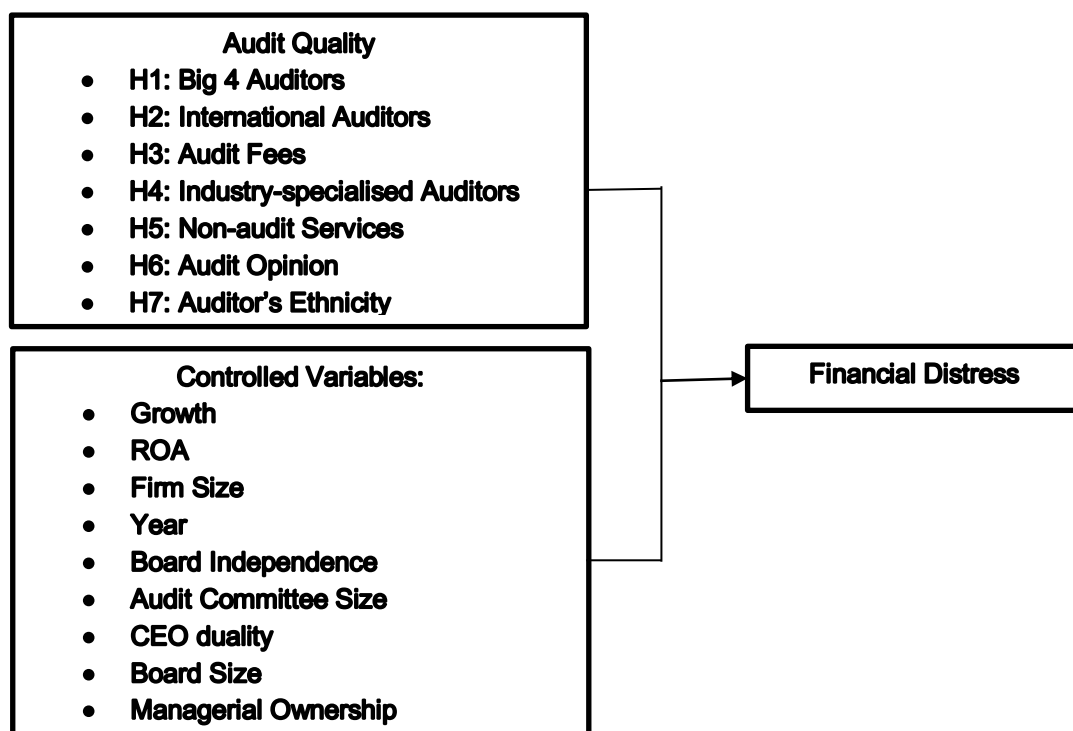 Audit Quality
• H1: Big 4 Auditors
• H2: International Auditors
• H3: Audit Fees
• H4: Industry-specialised Auditors
• H5: Non-audit Services
• H6: Audit Opinion
• H7: Auditor’s Ethnicity
Controlled Variables:
• Growth
• ROA
• Firm Size
• Year
• Board Independence
• Audit Committee Size
• CEO duality
• Board Size
• Managerial Ownership
Financial Distress